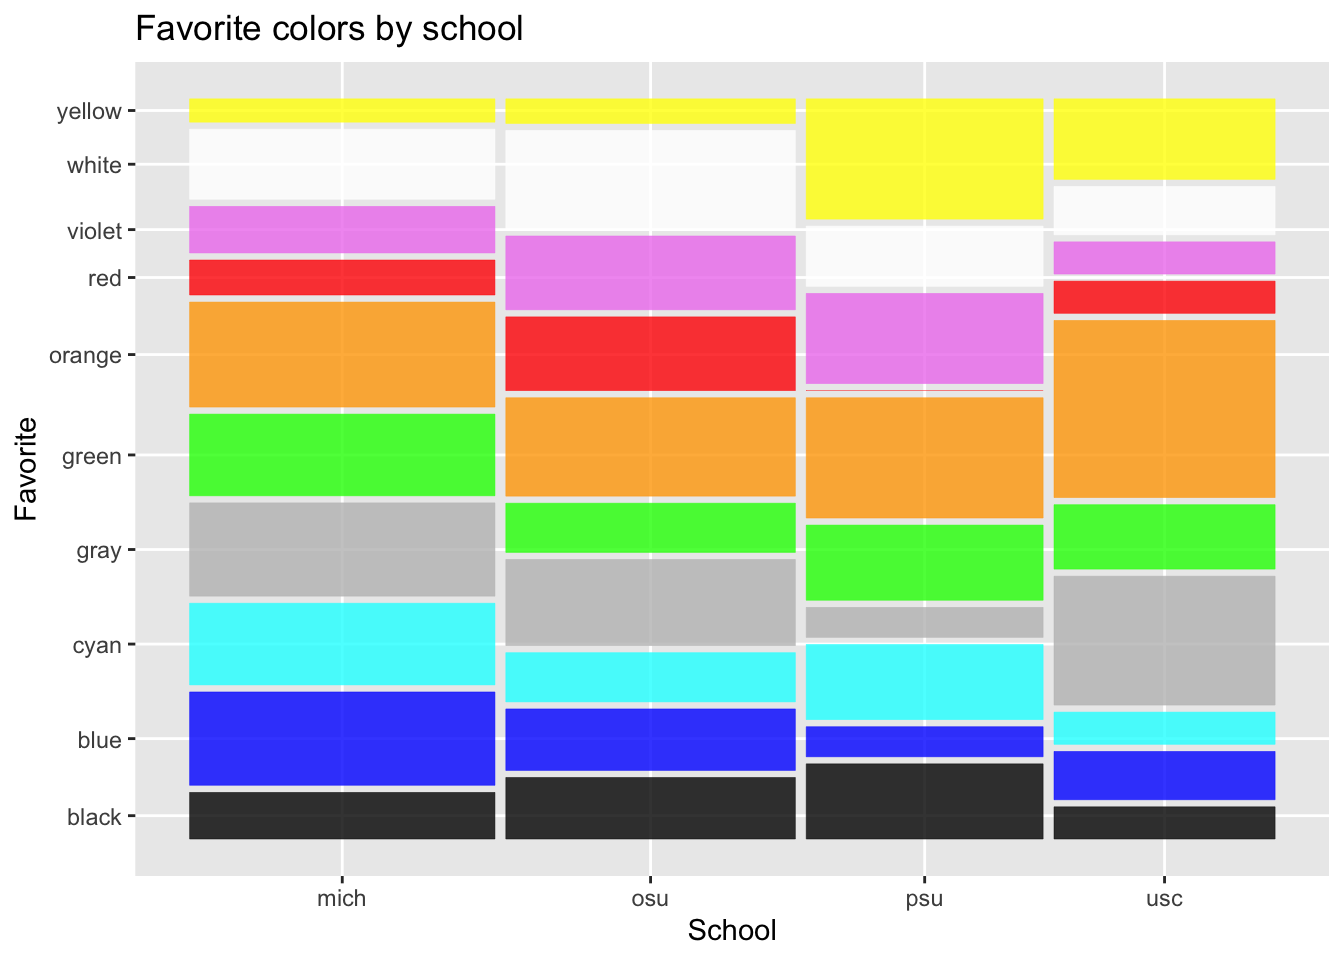 Favorite colors by school
yellow
white
violet
red
orange
green
gray
cyan
blue
black
Favorite
mich osu psu usc
School